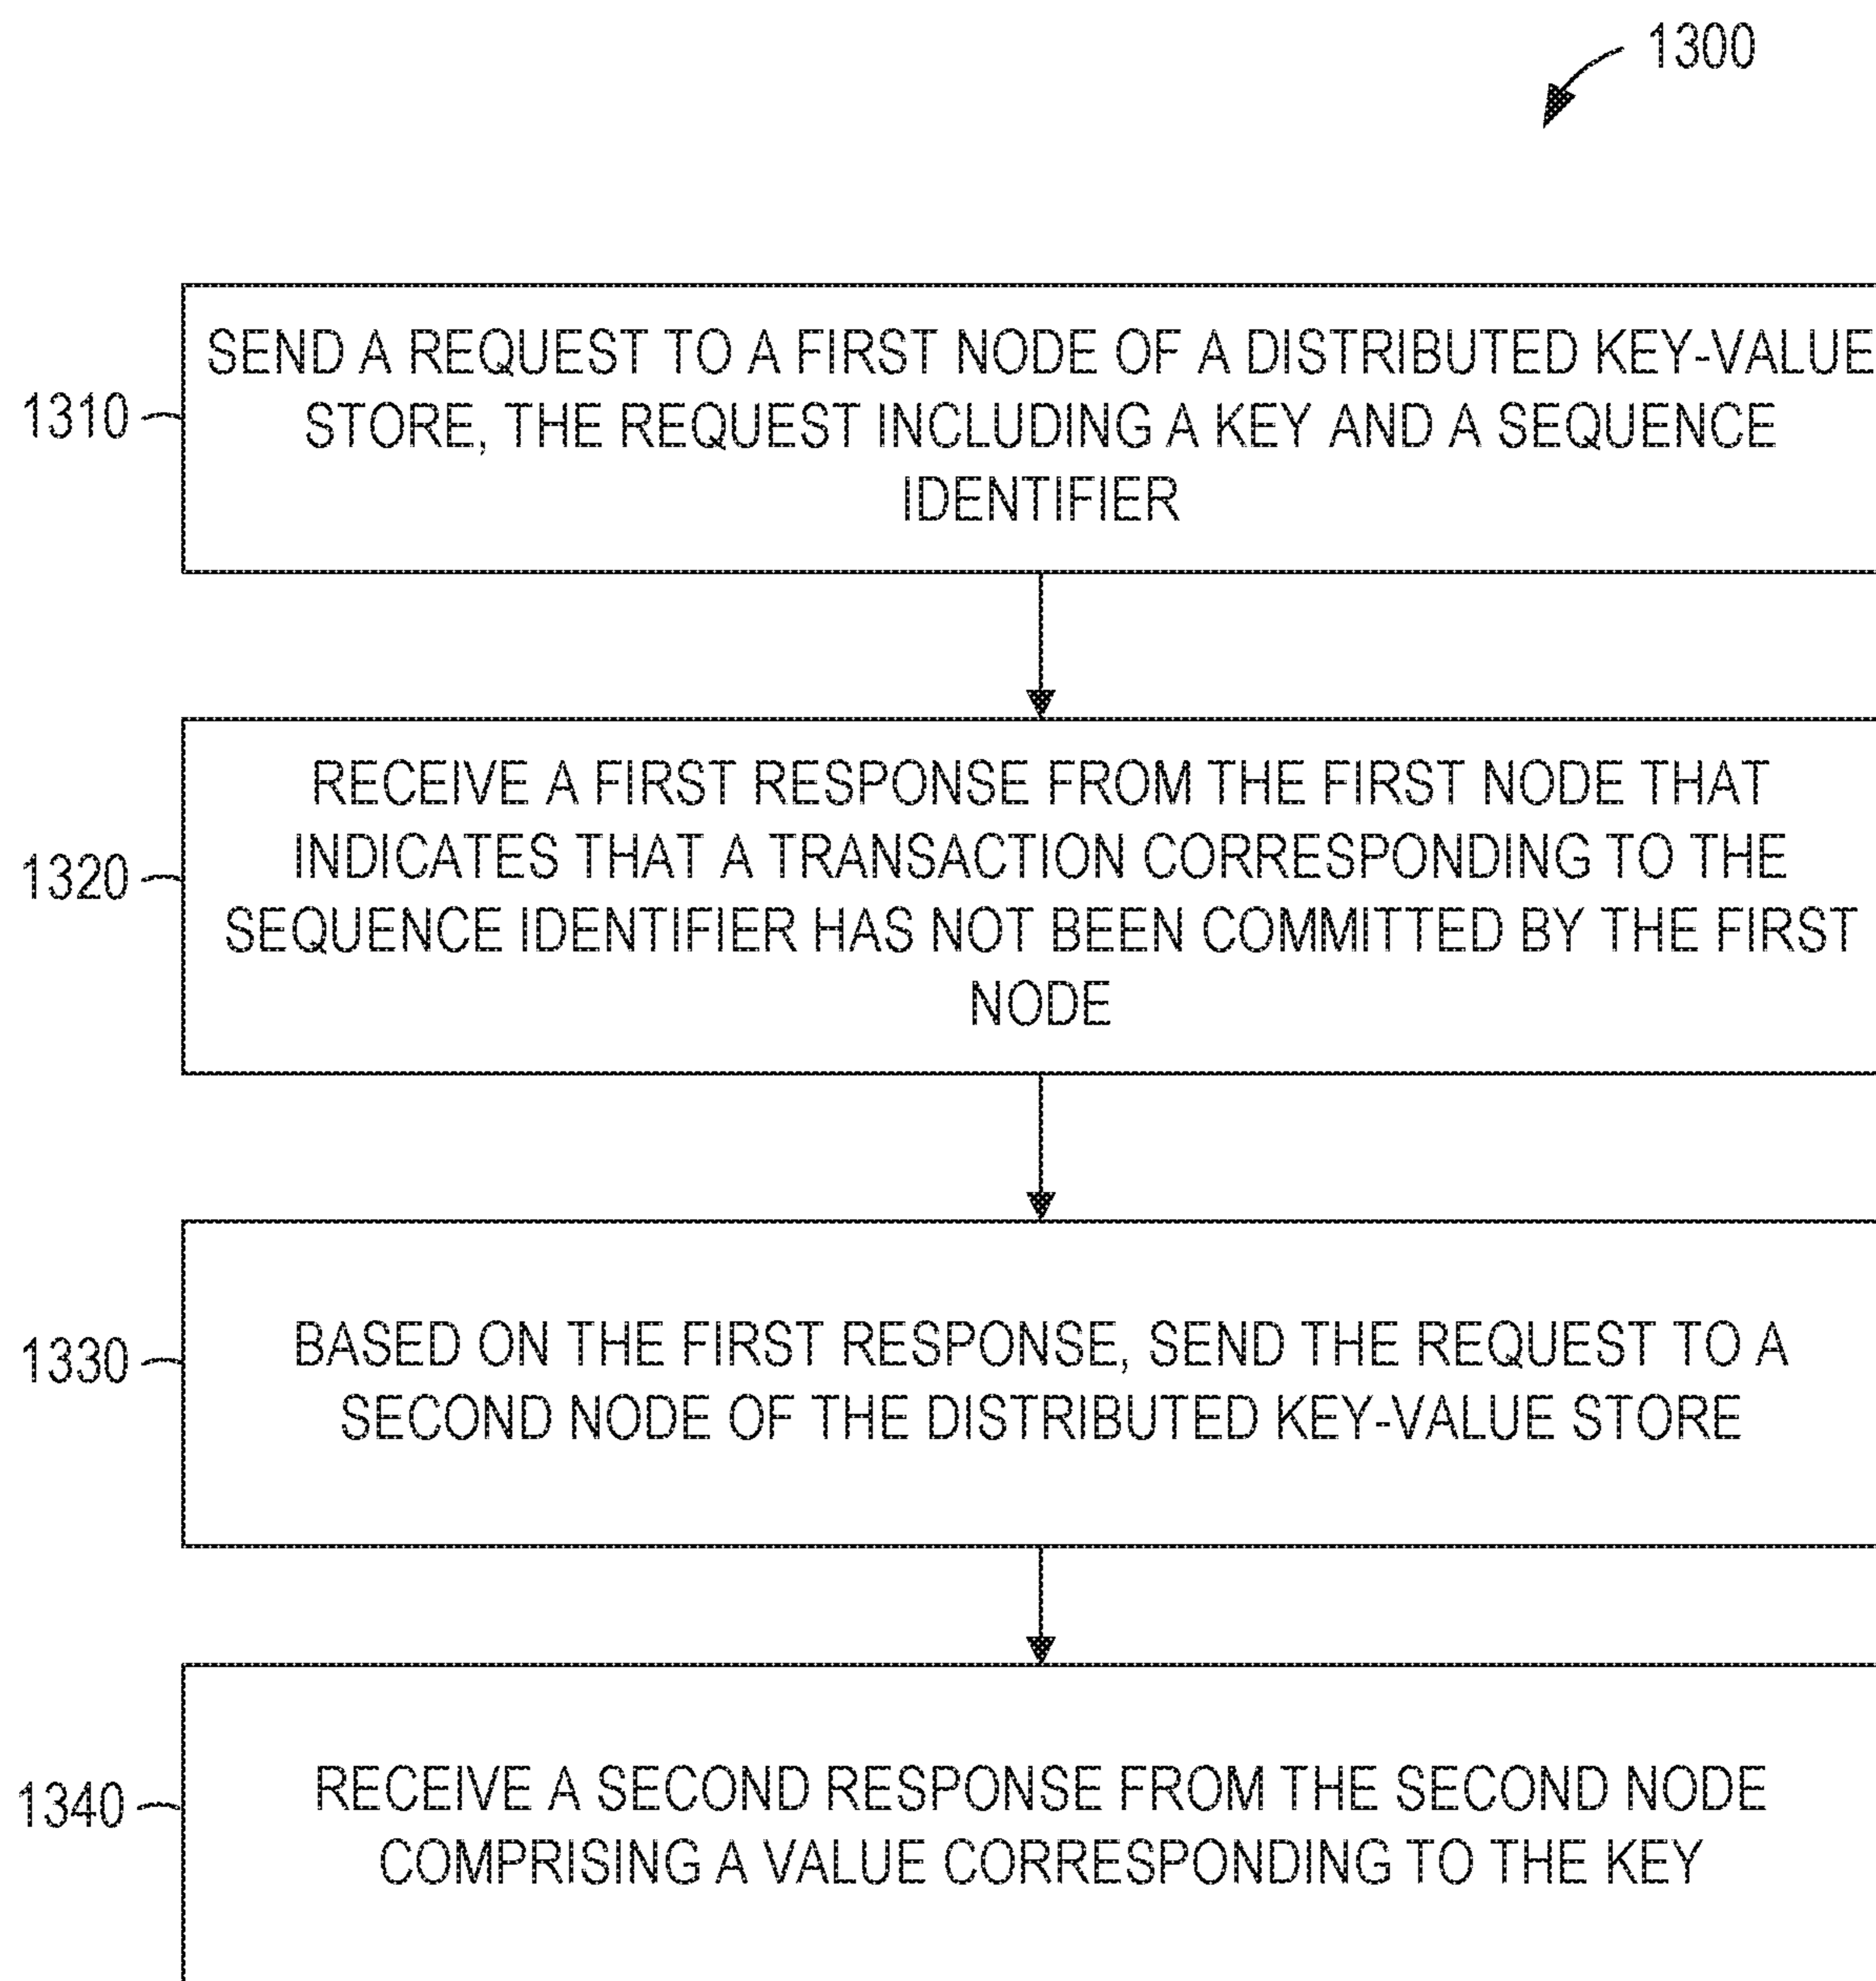 1300
SEND A REQUEST TO A FIRST NODE OF A DISTRIBUTED KEY-VALUE
STORE, THE REQUEST INCLUDING A KEY AND A SEQUENCE
IDENTIFIER
1310
RECEIVE A FIRST RESPONSE FROM THE FIRST NODE THAT
INDICATES THAT A TRANSACTION CORRESPONDING TO THE
SEQUENCE IDENTIFIER HAS NOT BEEN COMMITTED BY THE FIRST
NODE
1320
BASED ON THE FIRST RESPONSE, SEND THE REQUEST TO A
SECOND NODE OF THE DISTRIBUTED KEY-VALUE STORE
1330
RECEIVE A SECOND RESPONSE FROM THE SECOND NODE
COMPRISING A VALUE CORRESPONDING TO THE KEY
1340